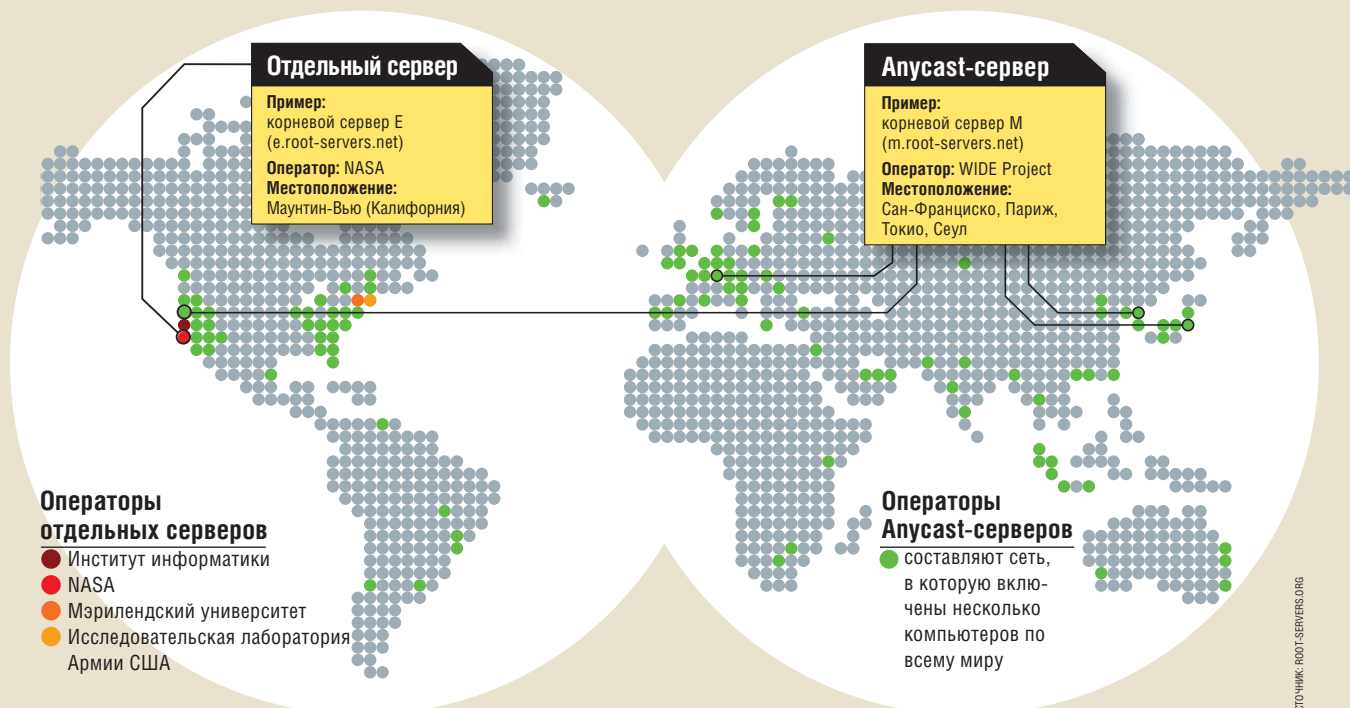 Отдельный сервер
Пример:
корневой сервер E
(e.root-servers.net)
Оператор: NASA
Местоположение:
Маунтин-Вью (Калифорния)
Anycast-сервер
Пример:
корневой сервер M
(m.root-servers.net)
Оператор: WIDE Project
Местоположение:
Сан-Франциско, Париж,
Токио, Сеул
Операторы
отдельных серверов
Институт информатики
NASA
Мэрилендский университет
Исследовательская лаборатория
Армии США
Операторы
Anycast-серверов
составляют сеть,
в которую вклю-
чены несколько
компьютеров по
всему миру
СТОЧНИК: ROOT-SERVERS.ORG